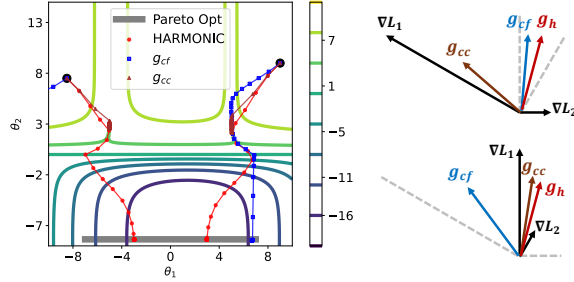 Pareto Opt
HARMONIC
g_cf
g_cc
θ₂
13
8
3
−2
−7
−8
−4
0
4
8
θ₁
7
1
−5
−11
−16
∇L₁
g_cc
g_cf
g_h
∇L₂
∇L₁
g_cc
g_cf
g_h
∇L₂